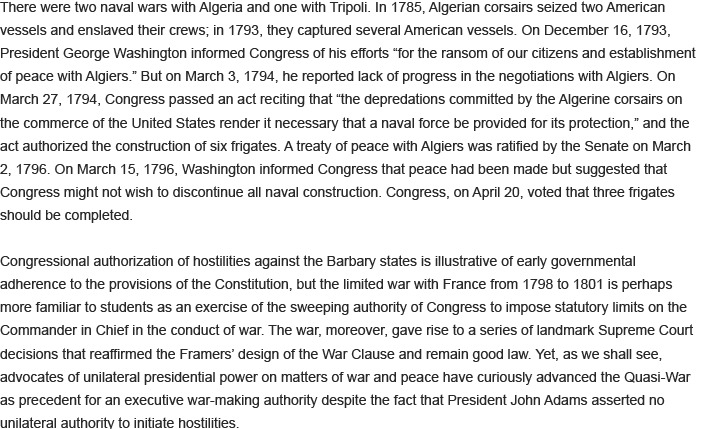 There were two naval wars with Algeria and one with Tripoli. In 1785, Algerian corsairs seized two American
vessels and enslaved their crews; in 1793, they captured several American vessels. On December 16, 1793,
President George Washington informed Congress of his efforts “for the ransom of our citizens and establishment
of peace with Algiers.” But on March 3, 1794, he reported lack of progress in the negotiations with Algiers. On
March 27, 1794, Congress passed an act reciting that “the depredations committed by the Algerine corsairs on
the commerce of the United States render it necessary that a naval force be provided for its protection,” and the
act authorized the construction of six frigates. A treaty of peace with Algiers was ratified by the Senate on March
2, 1796. On March 15, 1796, Washington informed Congress that peace had been made but suggested that
Congress might not wish to discontinue all naval construction. Congress, on April 20, voted that three frigates
should be completed.
Congressional authorization of hostilities against the Barbary states is illustrative of early governmental
adherence to the provisions of the Constitution, but the limited war with France from 1798 to 1801 is perhaps
more familiar to students as an exercise of the sweeping authority of Congress to impose statutory limits on the
Commander in Chief in the conduct of war. The war, moreover, gave rise to a series of landmark Supreme Court
decisions that reaffirmed the Framers’ design of the War Clause and remain good law. Yet, as we shall see,
advocates of unilateral presidential power on matters of war and peace have curiously advanced the Quasi-War
as precedent for an executive war-making authority despite the fact that President John Adams asserted no
unilateral authority to initiate hostilities.